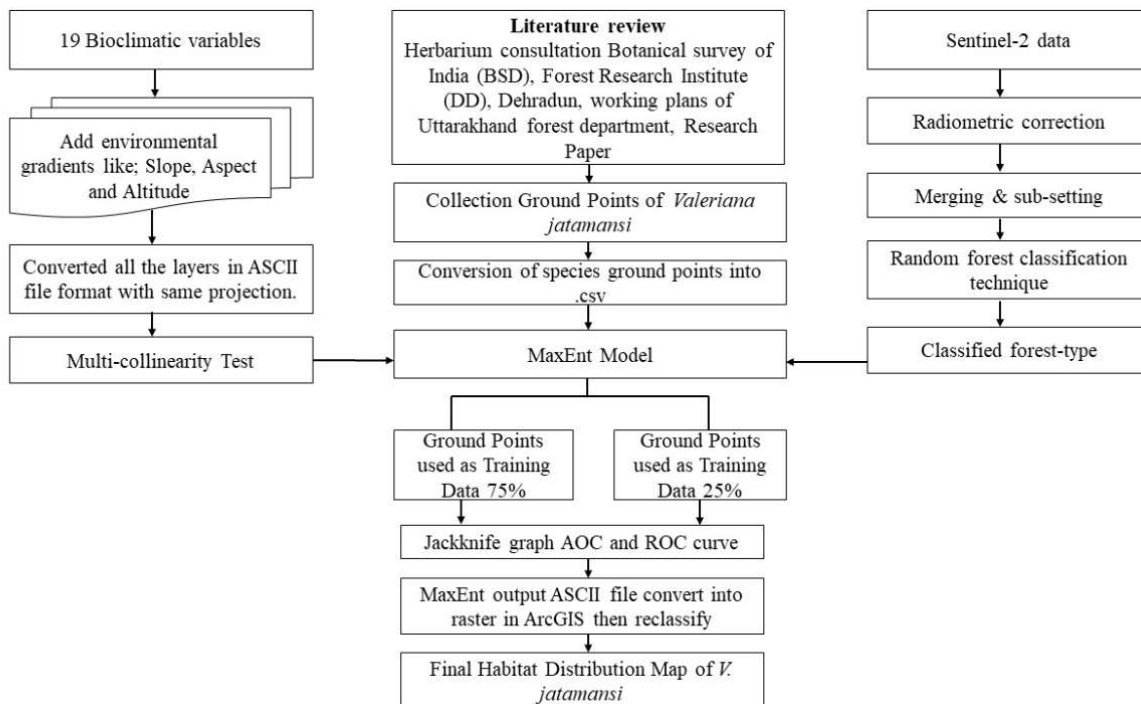 19 Bioclimatic variables
Add environmental
gradients like; Slope, Aspect
and Altitude
Converted all the layers in ASCII
file format with same projection.
Multi-collinearity Test
Literature review
Herbarium consultation Botanical survey of
India (BSD), Forest Research Institute
(DD), Dehradun, working plans of
Uttarakhand forest department, Research
Paper
Collection Ground Points of Valeriana
jatamansi
Conversion of species ground points into
.csv
MaxEnt Model
Sentinel-2 data
Radiometric correction
Merging & sub-setting
Random forest classification
technique
Classified forest-type
Ground Points
used as Training
Data 75%
Ground Points
used as Training
Data 25%
Jackknife graph AOC and ROC curve
MaxEnt output ASCII file convert into
raster in ArcGIS then reclassify
Final Habitat Distribution Map of V.
jatamansi